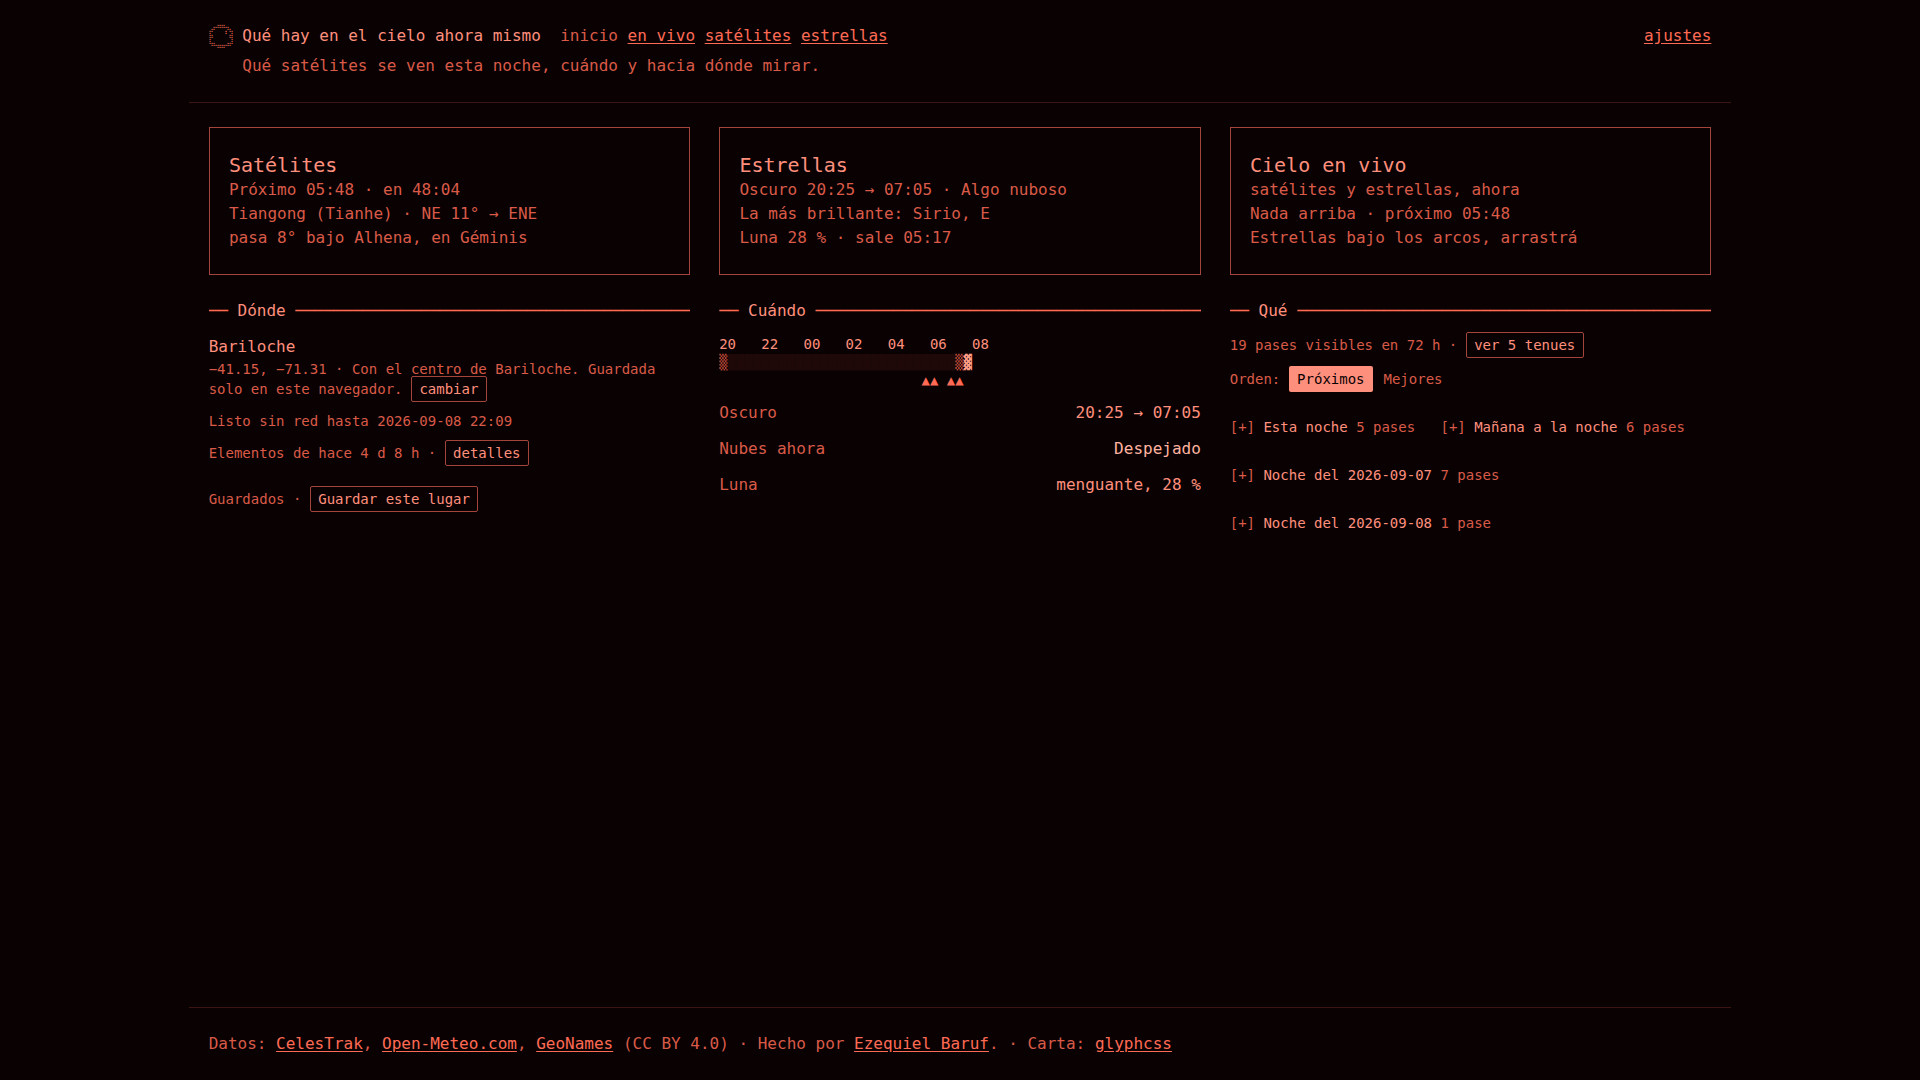 Qué hay en el cielo ahora mismo inicio en vivo satélites estrellas ajustes
Qué satélites se ven esta noche, cuándo y hacia dónde mirar.
Satélites
Próximo 05:48 · en 48:04
Tiangong (Tianhe) · NE 11° → ENE
pasa 8° bajo Alhena, en Géminis
Estrellas
Oscuro 20:25 → 07:05 · Algo nuboso
La más brillante: Sirio, E
Luna 28 % · sale 05:17
Cielo en vivo
satélites y estrellas, ahora
Nada arriba · próximo 05:48
Estrellas bajo los arcos, arrastrá
Dónde
Bariloche
−41.15, −71.31 · Con el centro de Bariloche. Guardada
solo en este navegador. cambiar
Listo sin red hasta 2026-09-08 22:09
Elementos de hace 4 d 8 h · detalles
Guardados · Guardar este lugar
Cuándo
20 22 00 02 04 06 08
▲▲ ▲▲
Oscuro 20:25 → 07:05
Nubes ahora Despejado
Luna menguante, 28 %
Qué
19 pases visibles en 72 h · ver 5 tenues
Orden: Próximos Mejores
[+] Esta noche 5 pases [+] Mañana a la noche 6 pases
[+] Noche del 2026-09-07 7 pases
[+] Noche del 2026-09-08 1 pase
Datos: CelesTrak, Open-Meteo.com, GeoNames (CC BY 4.0) · Hecho por Ezequiel Baruf. · Carta: glyphcss